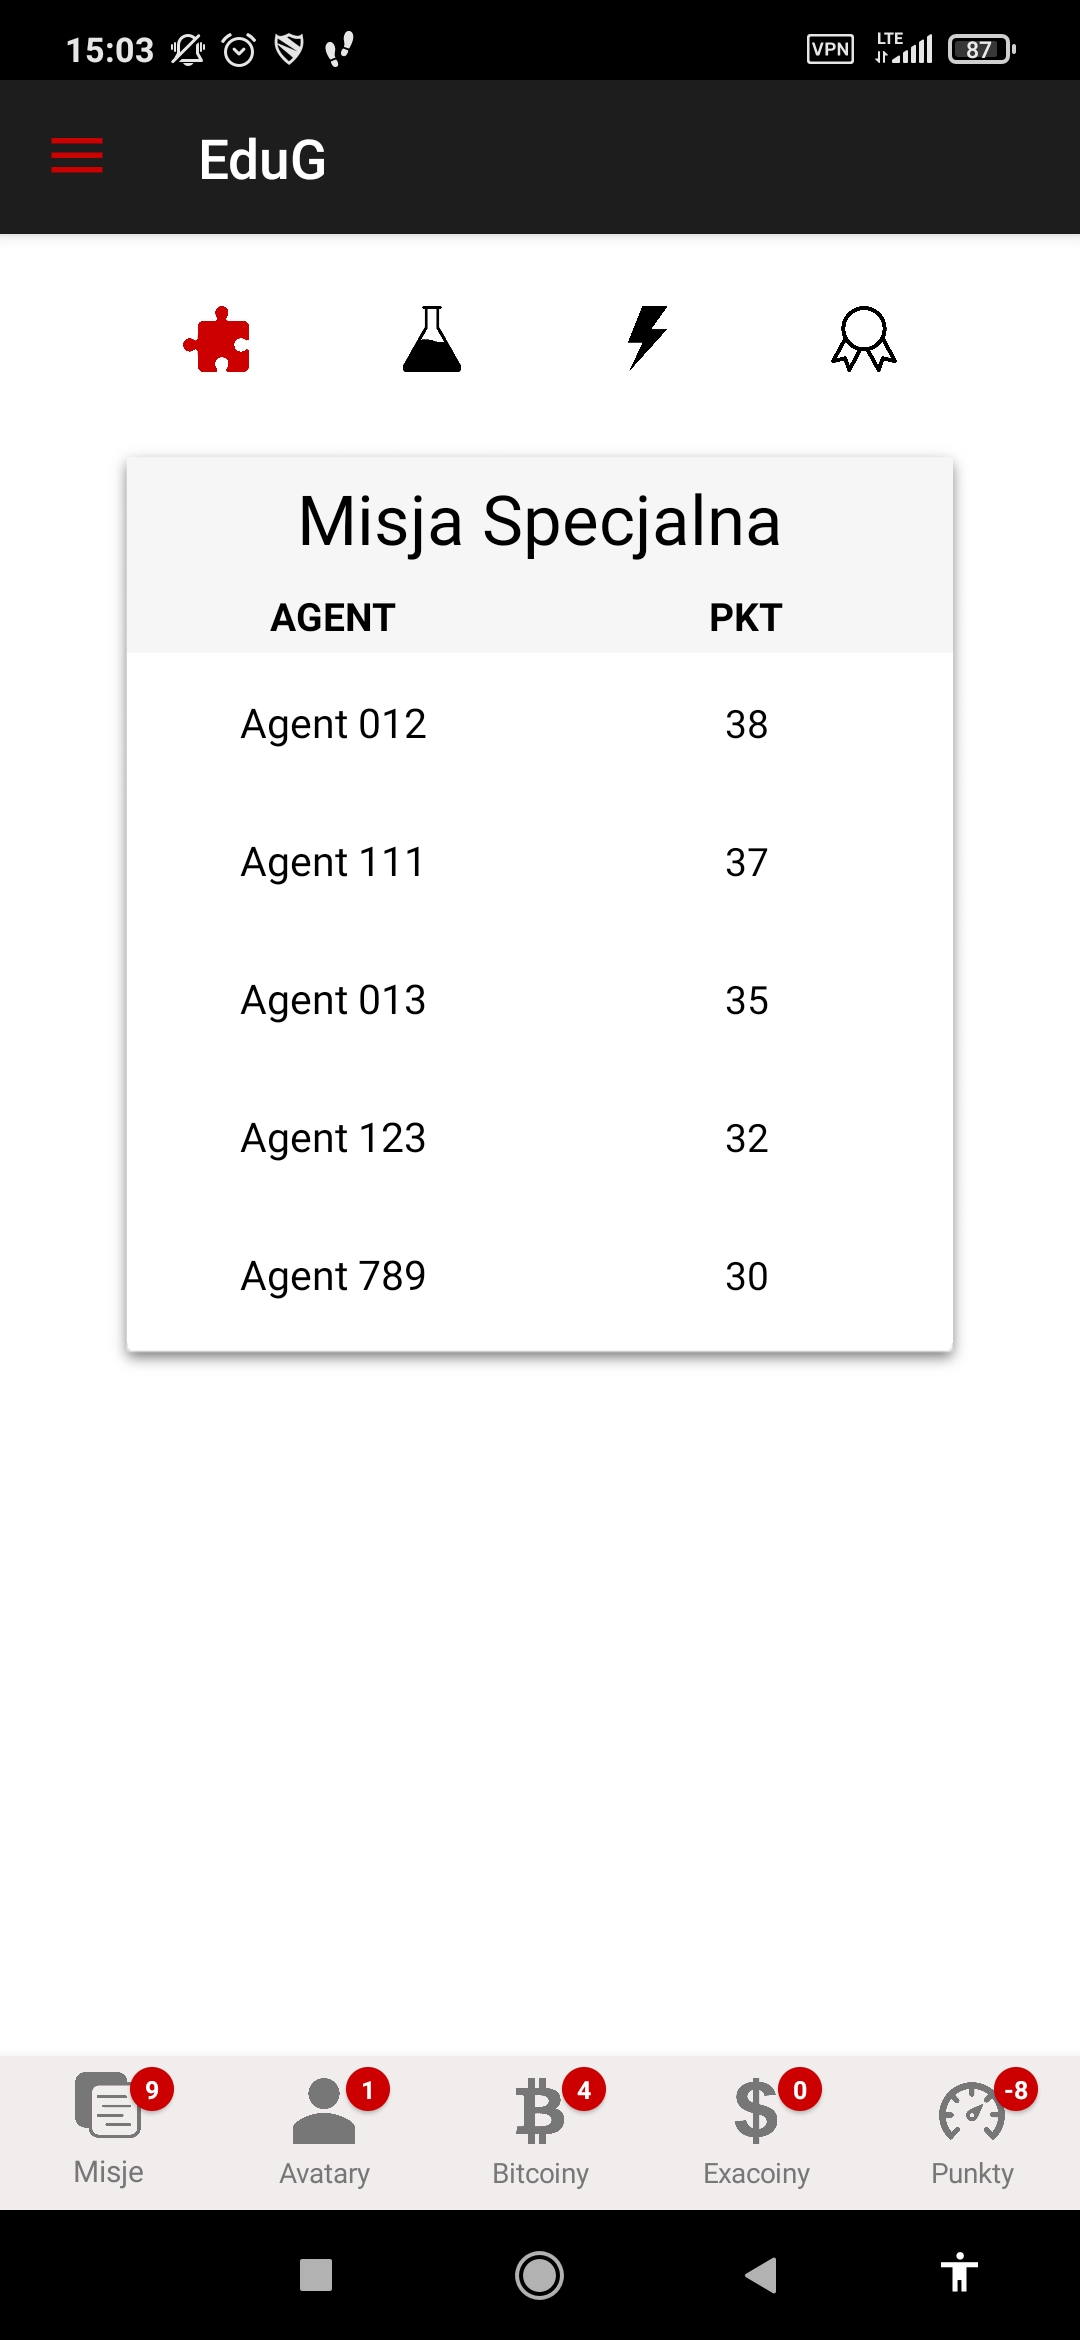 15:03 VPN LTE 87
EduG
Misja Specjalna
AGENT PKT
Agent 012 38
Agent 111 37
Agent 013 35
Agent 123 32
Agent 789 30
9 1 4 0 -8
Misje Avatary Bitcoiny Exacoiny Punkty